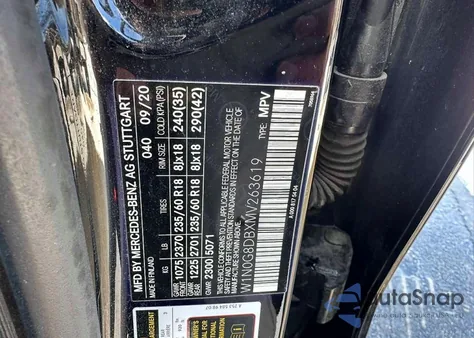 MFD BY MERCEDES-BENZ AG STUTTGART
MADE IN FINLAND 040 09/20
KG LB TIRES RIM SIZE COLD KPA(PSI)
1075 2370 235/60 R18 8Jx18 240(35)
1225 2701 235/60 R18 8Jx18 290(42)
2300 5071
THIS VEHICLE CONFORMS TO ALL APPLICABLE FEDERAL MOTOR VEHICLE
SAFETY AND THEFT PREVENTION STANDARDS IN EFFECT ON THE DATE OF
MANUFACTURE SHOWN ABOVE.
W1N0G8DBXMV263619 TYPE: MPV
AutoSnap